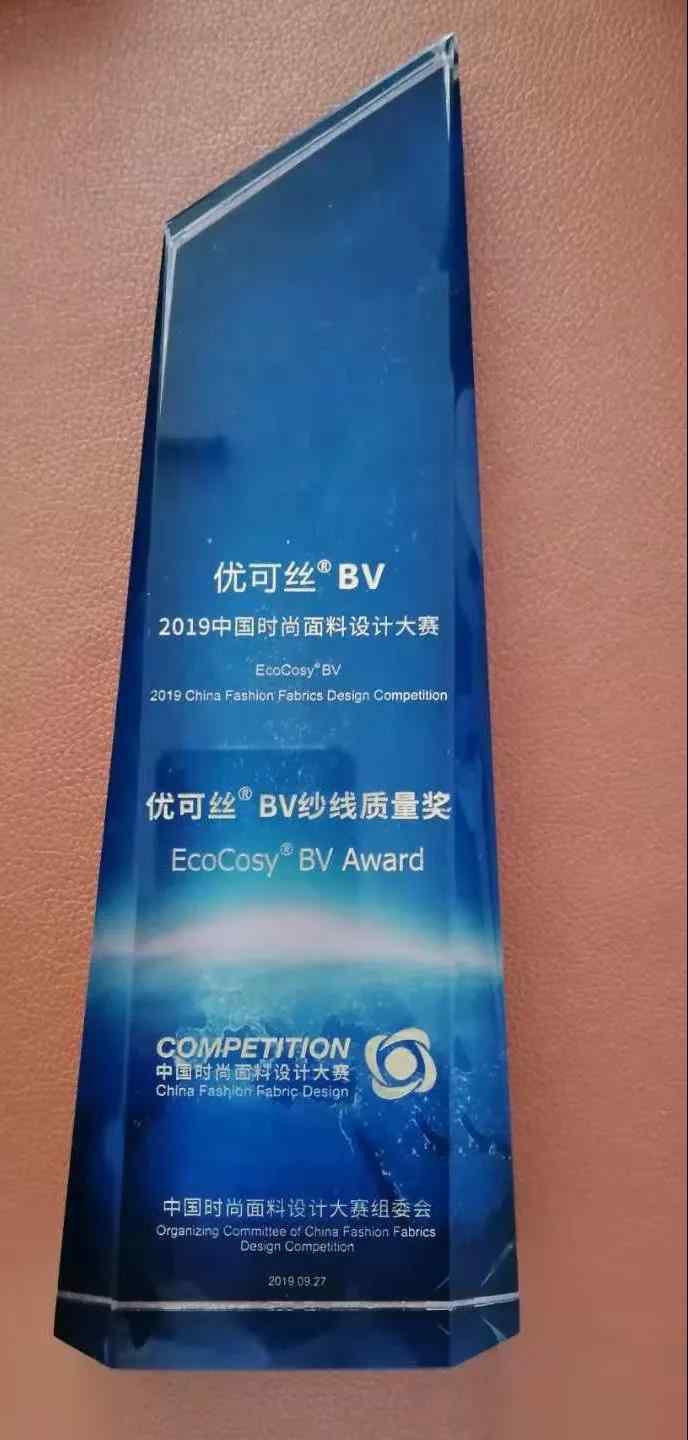 优可丝®BV
2019中国时尚面料设计大赛
EcoCosy®BV
2019 China Fashion Fabrics Design Competition
优可丝®BV纱线质量奖
EcoCosy® BV Award
COMPETITION
中国时尚面料设计大赛
China Fashion Fabric Design
中国时尚面料设计大赛组委会
Organizing Committee of China Fashion Fabrics
Design Competition
2019.09.27